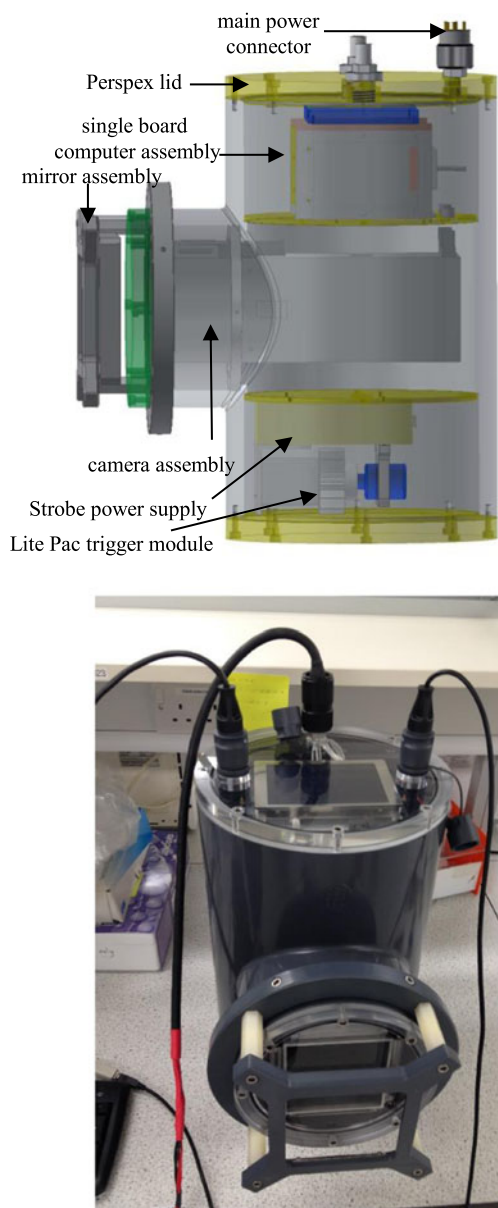 main power
connector
Perspex lid
single board
computer assembly
mirror assembly
camera assembly
Strobe power supply
Lite Pac trigger module